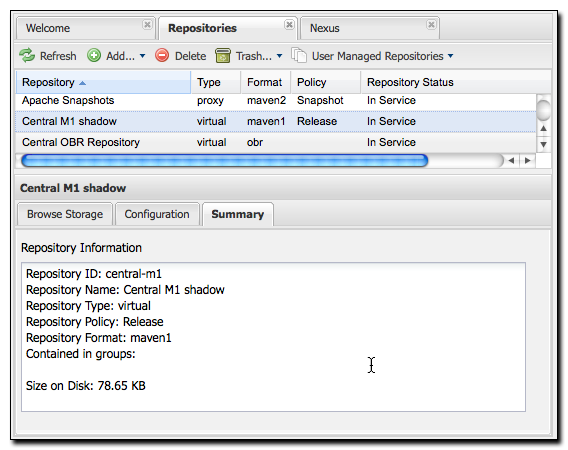 Welcome Repositories Nexus
Refresh Add... Delete Trash... User Managed Repositories
Repository Type Format Policy Repository Status
Apache Snapshots proxy maven2 Snapshot In Service
Central M1 shadow virtual maven1 Release In Service
Central OBR Repository virtual obr In Service
Central M1 shadow
Browse Storage Configuration Summary
Repository Information
Repository ID: central-m1
Repository Name: Central M1 shadow
Repository Type: virtual
Repository Policy: Release
Repository Format: maven1
Contained in groups:
Size on Disk: 78.65 KB